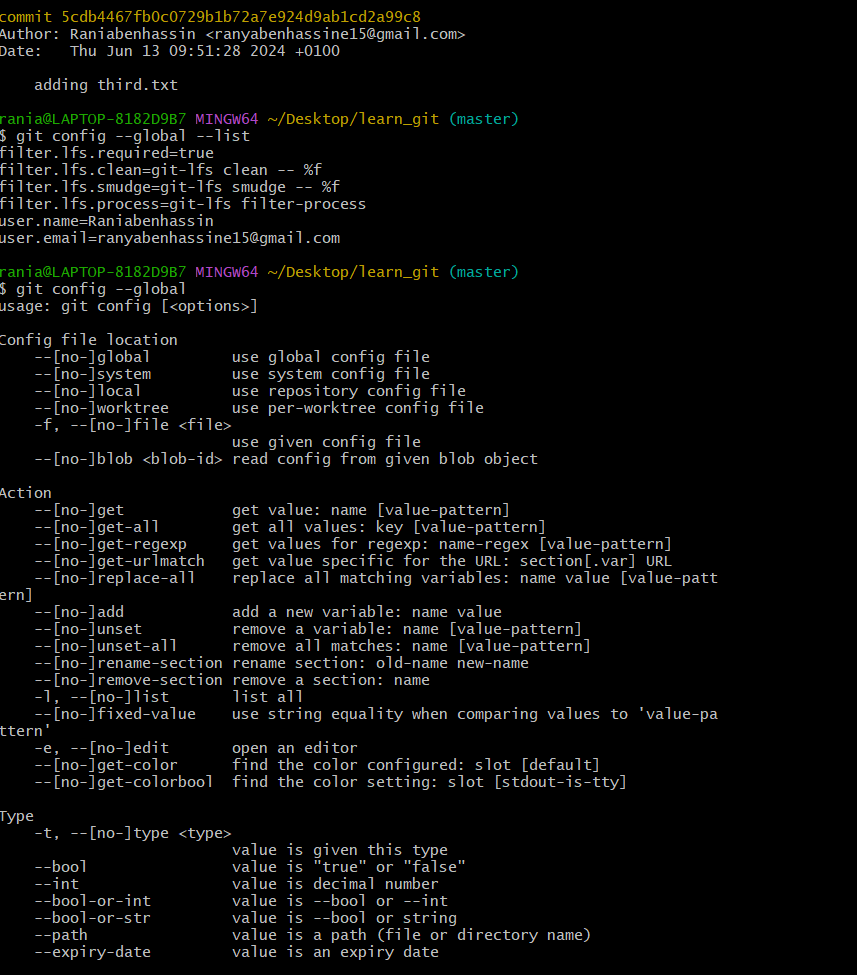 commit 5cdb4467fb0c0729b1b72a7e924d9ab1cd2a99c8
Author: Raniabenhassin <ranyabenhassine15@gmail.com>
Date:   Thu Jun 13 09:51:28 2024 +0100
    adding third.txt
rania@LAPTOP-8182D9B7 MINGW64 ~/Desktop/learn_git (master)
$ git config --global --list
filter.lfs.required=true
filter.lfs.clean=git-lfs clean -- %f
filter.lfs.smudge=git-lfs smudge -- %f
filter.lfs.process=git-lfs filter-process
user.name=Raniabenhassin
user.email=ranyabenhassine15@gmail.com
rania@LAPTOP-8182D9B7 MINGW64 ~/Desktop/learn_git (master)
$ git config --global
usage: git config [<options>]
Config file location
    --[no-]global         use global config file
    --[no-]system         use system config file
    --[no-]local          use repository config file
    --[no-]worktree       use per-worktree config file
    -f, --[no-]file <file>
                          use given config file
    --[no-]blob <blob-id> read config from given blob object
Action
    --[no-]get            get value: name [value-pattern]
    --[no-]get-all        get all values: key [value-pattern]
    --[no-]get-regexp     get values for regexp: name-regex [value-pattern]
    --[no-]get-urlmatch   get value specific for the URL: section[.var] URL
    --[no-]replace-all    replace all matching variables: name value [value-patt
ern]
    --[no-]add            add a new variable: name value
    --[no-]unset          remove a variable: name [value-pattern]
    --[no-]unset-all      remove all matches: name [value-pattern]
    --[no-]rename-section rename section: old-name new-name
    --[no-]remove-section remove a section: name
    -l, --[no-]list       list all
    --[no-]fixed-value    use string equality when comparing values to 'value-pa
ttern'
    -e, --[no-]edit       open an editor
    --[no-]get-color      find the color configured: slot [default]
    --[no-]get-colorbool  find the color setting: slot [stdout-is-tty]
Type
    -t, --[no-]type <type>
                          value is given this type
    --bool                value is "true" or "false"
    --int                 value is decimal number
    --bool-or-int         value is --bool or --int
    --bool-or-str         value is --bool or string
    --path                value is a path (file or directory name)
    --expiry-date         value is an expiry date